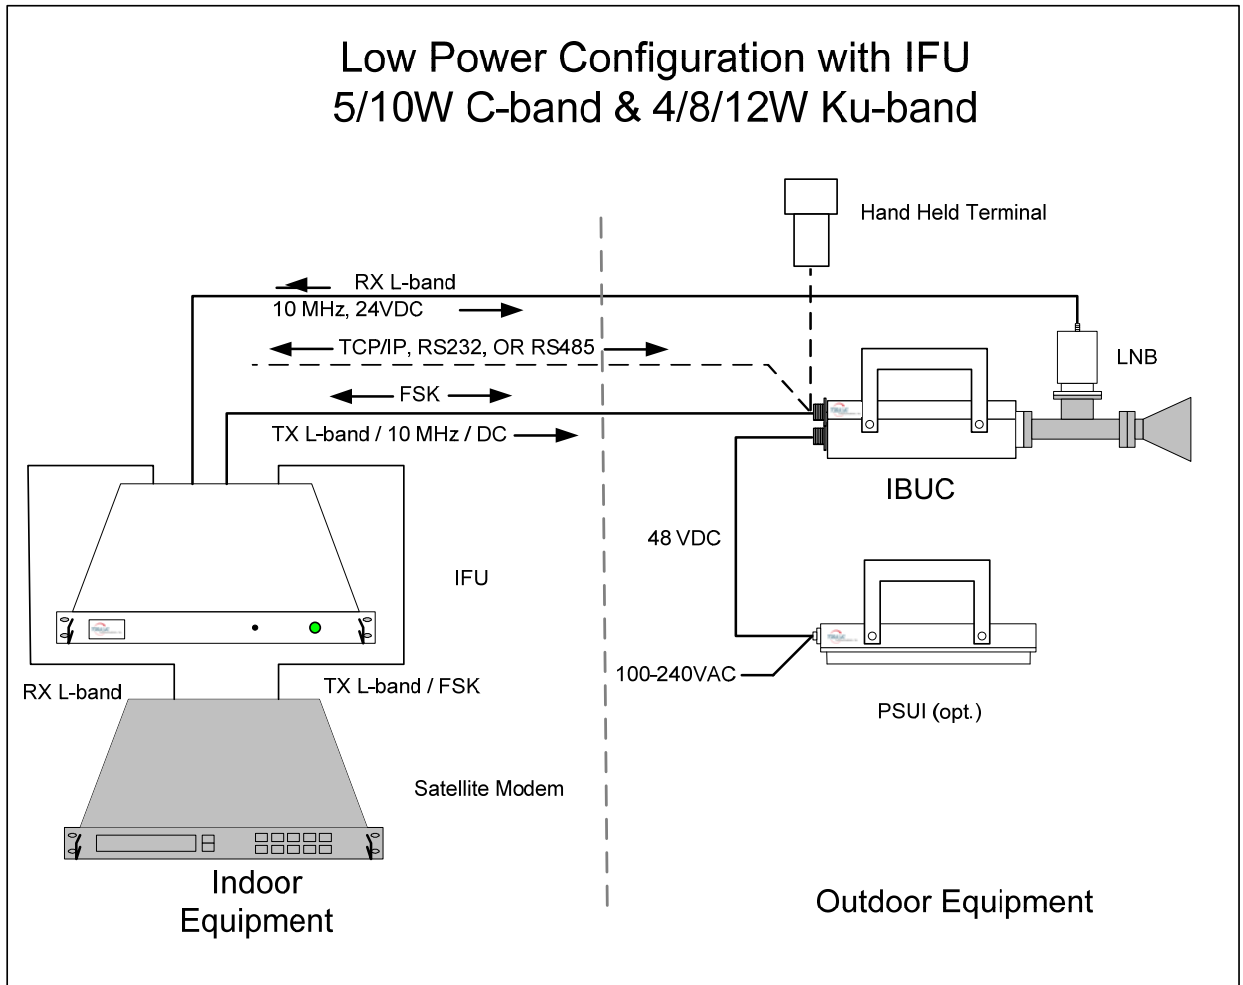 Low Power Configuration with IFU
5/10W C-band & 4/8/12W Ku-band
Hand Held Terminal
RX L-band
10 MHz, 24VDC
TCP/IP, RS232, OR RS485
LNB
FSK
TX L-band / 10 MHz / DC
IBUC
48 VDC
IFU
100-240VAC
RX L-band
TX L-band / FSK
PSUI (opt.)
Satellite Modem
Indoor
Equipment
Outdoor Equipment